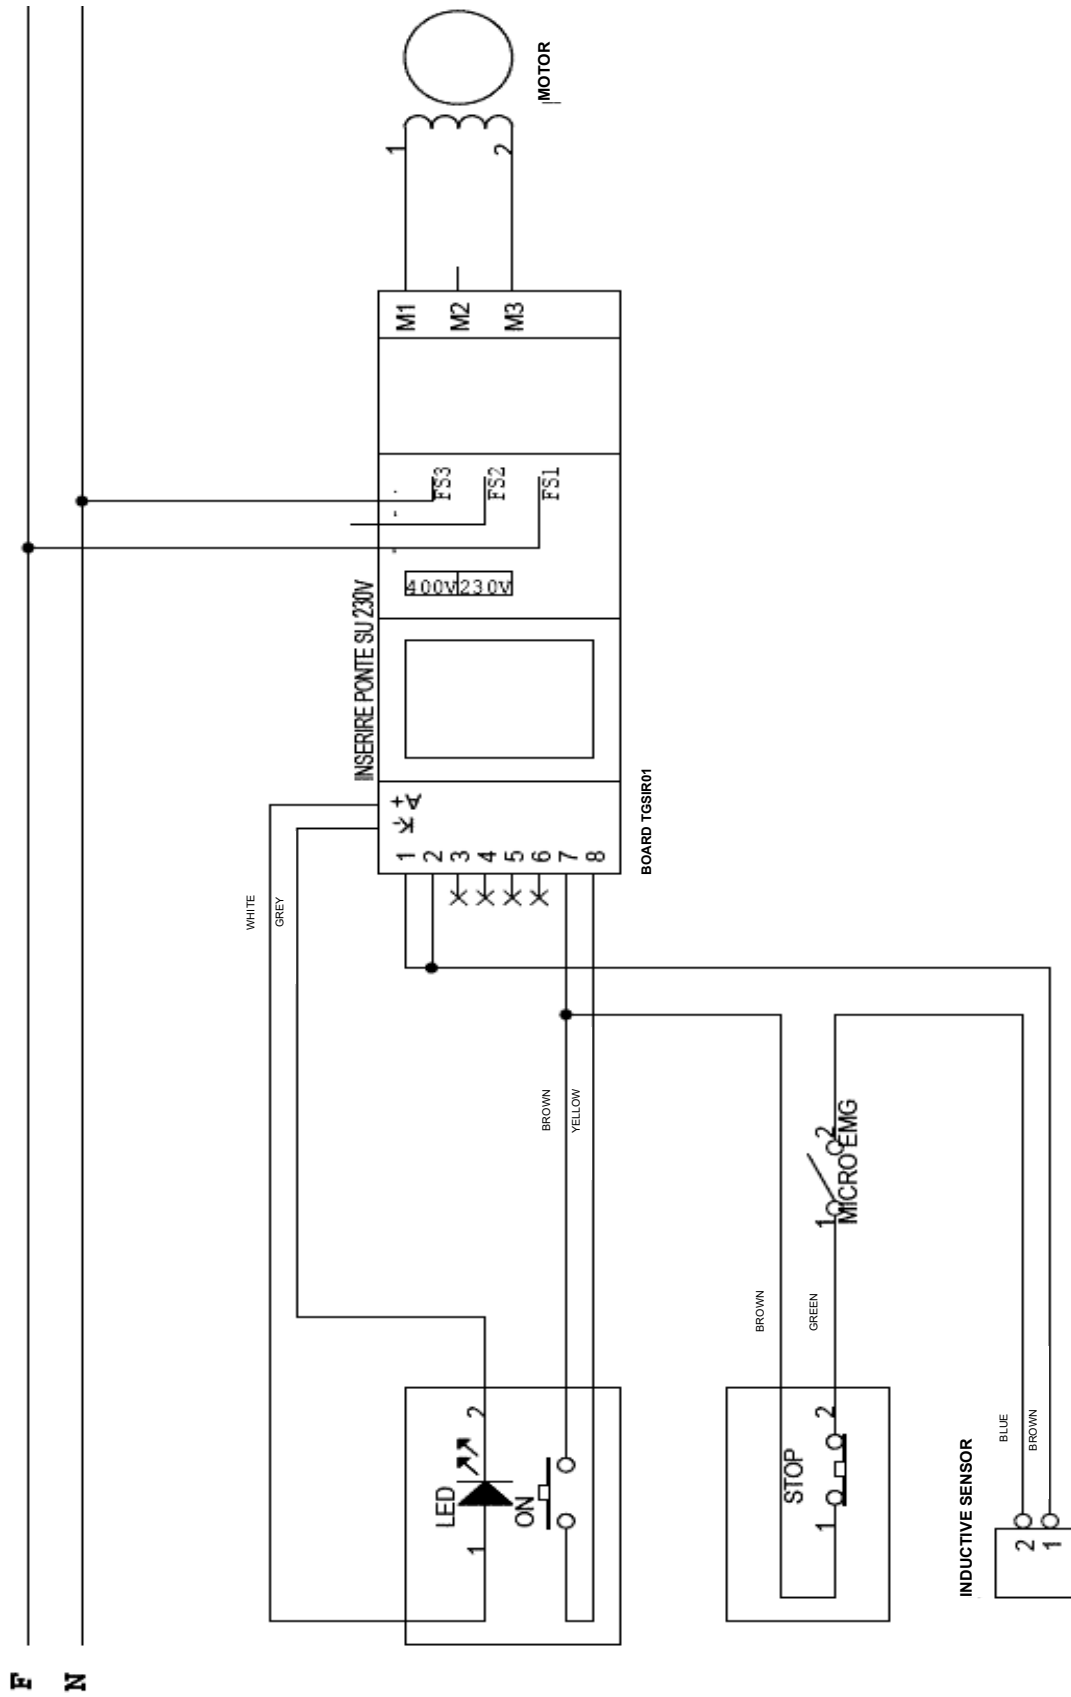 F
N
WHITE
GREY
INSERIRE PONTE SU 230V
K-
A+
1
2
3
4
5
6
7
8
400V
230V
FS3
FS2
FS1
M1
M2
M3
1
2
MOTOR
BOARD TGSIR01
LED
1
2
ON
BROWN
YELLOW
STOP
1
2
BROWN
GREEN
1
2
MICRO EMG
INDUCTIVE SENSOR
2
1
BLUE
BROWN